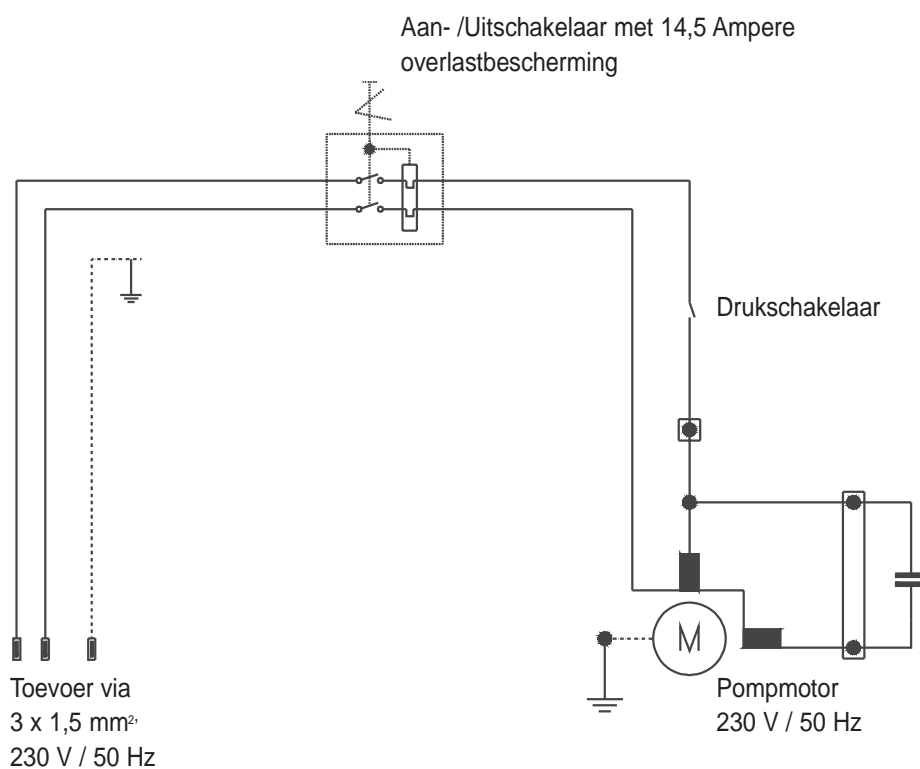 Aan- /Uitschakelaar met 14,5 Ampere
overlastbescherming
Drukschakelaar
M
Toevoer via
3 x 1,5 mm²,
230 V / 50 Hz
Pompmotor
230 V / 50 Hz